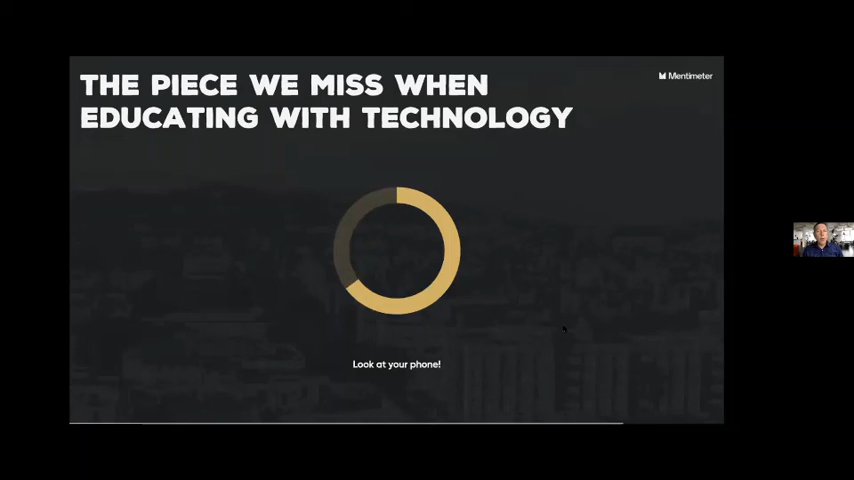 THE PIECE WE MISS WHEN
EDUCATING WITH TECHNOLOGY
Mentimeter
Look at your phone!